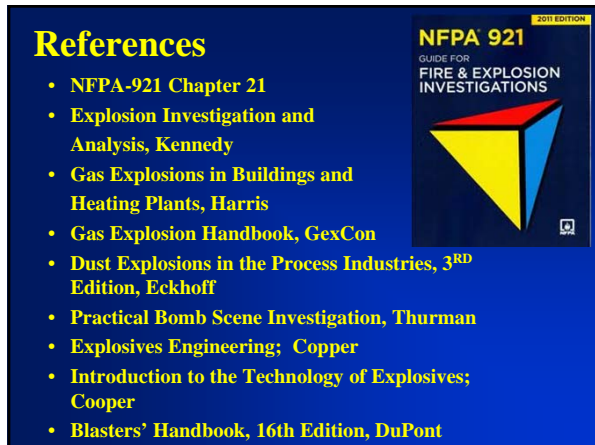 References
2011 EDITION
NFPA® 921
GUIDE FOR
FIRE & EXPLOSION
INVESTIGATIONS
NFPA
• NFPA-921 Chapter 21
• Explosion Investigation and
Analysis, Kennedy
• Gas Explosions in Buildings and
Heating Plants, Harris
• Gas Explosion Handbook, GexCon
• Dust Explosions in the Process Industries, 3RD
Edition, Eckhoff
• Practical Bomb Scene Investigation, Thurman
• Explosives Engineering;  Copper
• Introduction to the Technology of Explosives;
Cooper
• Blasters’ Handbook, 16th Edition, DuPont